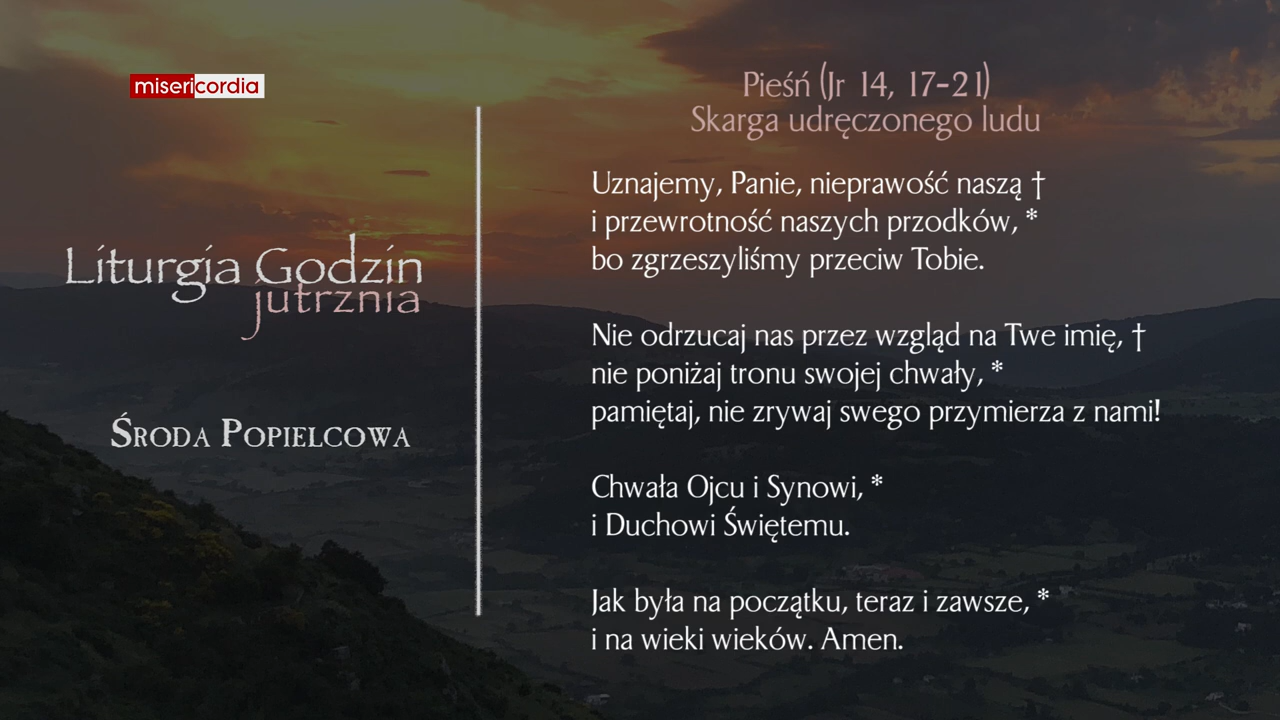 misericordia
Liturgia Godzin
jutrznia
Środa Popielcowa
Pieśń (Jr 14, 17-21)
Skarga udręczonego ludu
Uznajemy, Panie, nieprawość naszą †
i przewrotność naszych przodków, *
bo zgrzeszyliśmy przeciw Tobie.
Nie odrzucaj nas przez wzgląd na Twe imię, †
nie poniżaj tronu swojej chwały, *
pamiętaj, nie zrywaj swego przymierza z nami!
Chwała Ojcu i Synowi, *
i Duchowi Świętemu.
Jak była na początku, teraz i zawsze, *
i na wieki wieków. Amen.